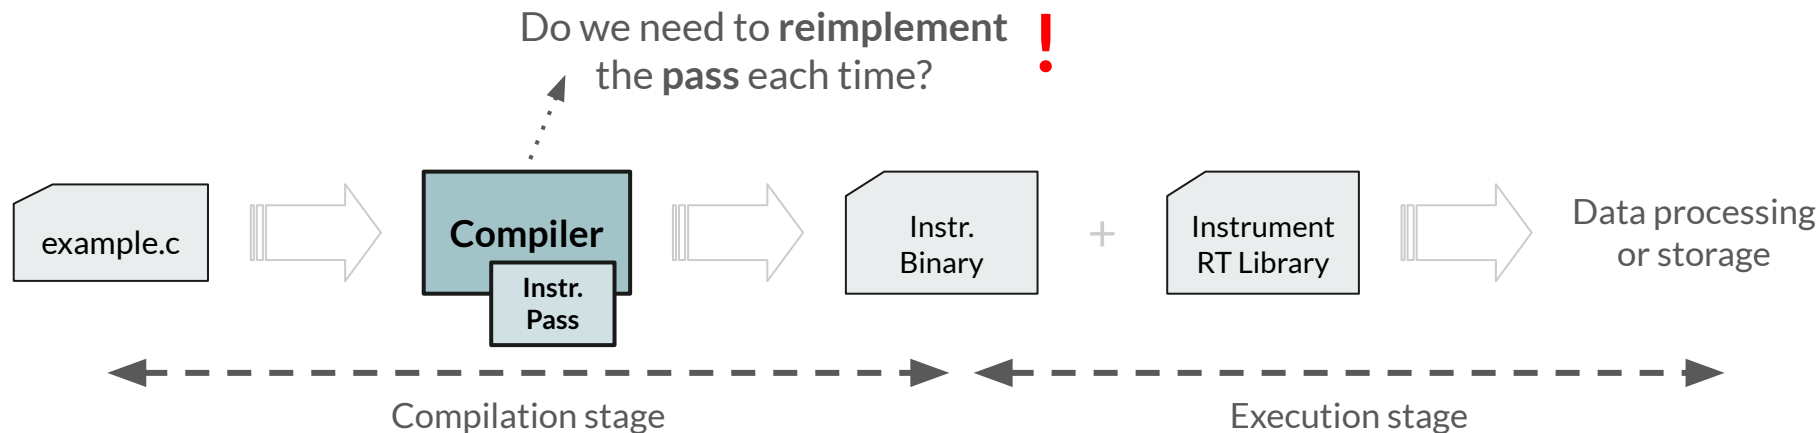 Do we need to reimplement !
the pass each time?
example.c
Compiler
Instr.
Pass
Instr.
Binary
+
Instrument
RT Library
Data processing
or storage
Compilation stage
Execution stage